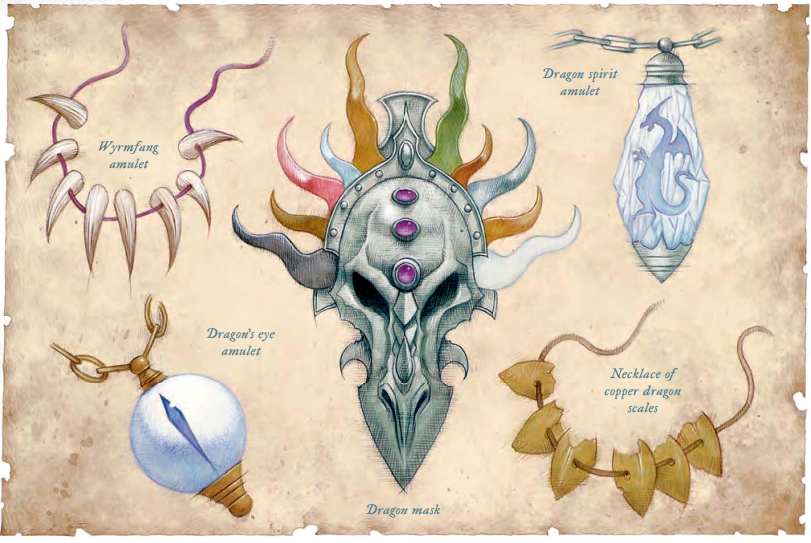 Wyrmfang
amulet
Dragon spirit
amulet
Dragon's eye
amulet
Necklace of
copper dragon
scales
Dragon mask